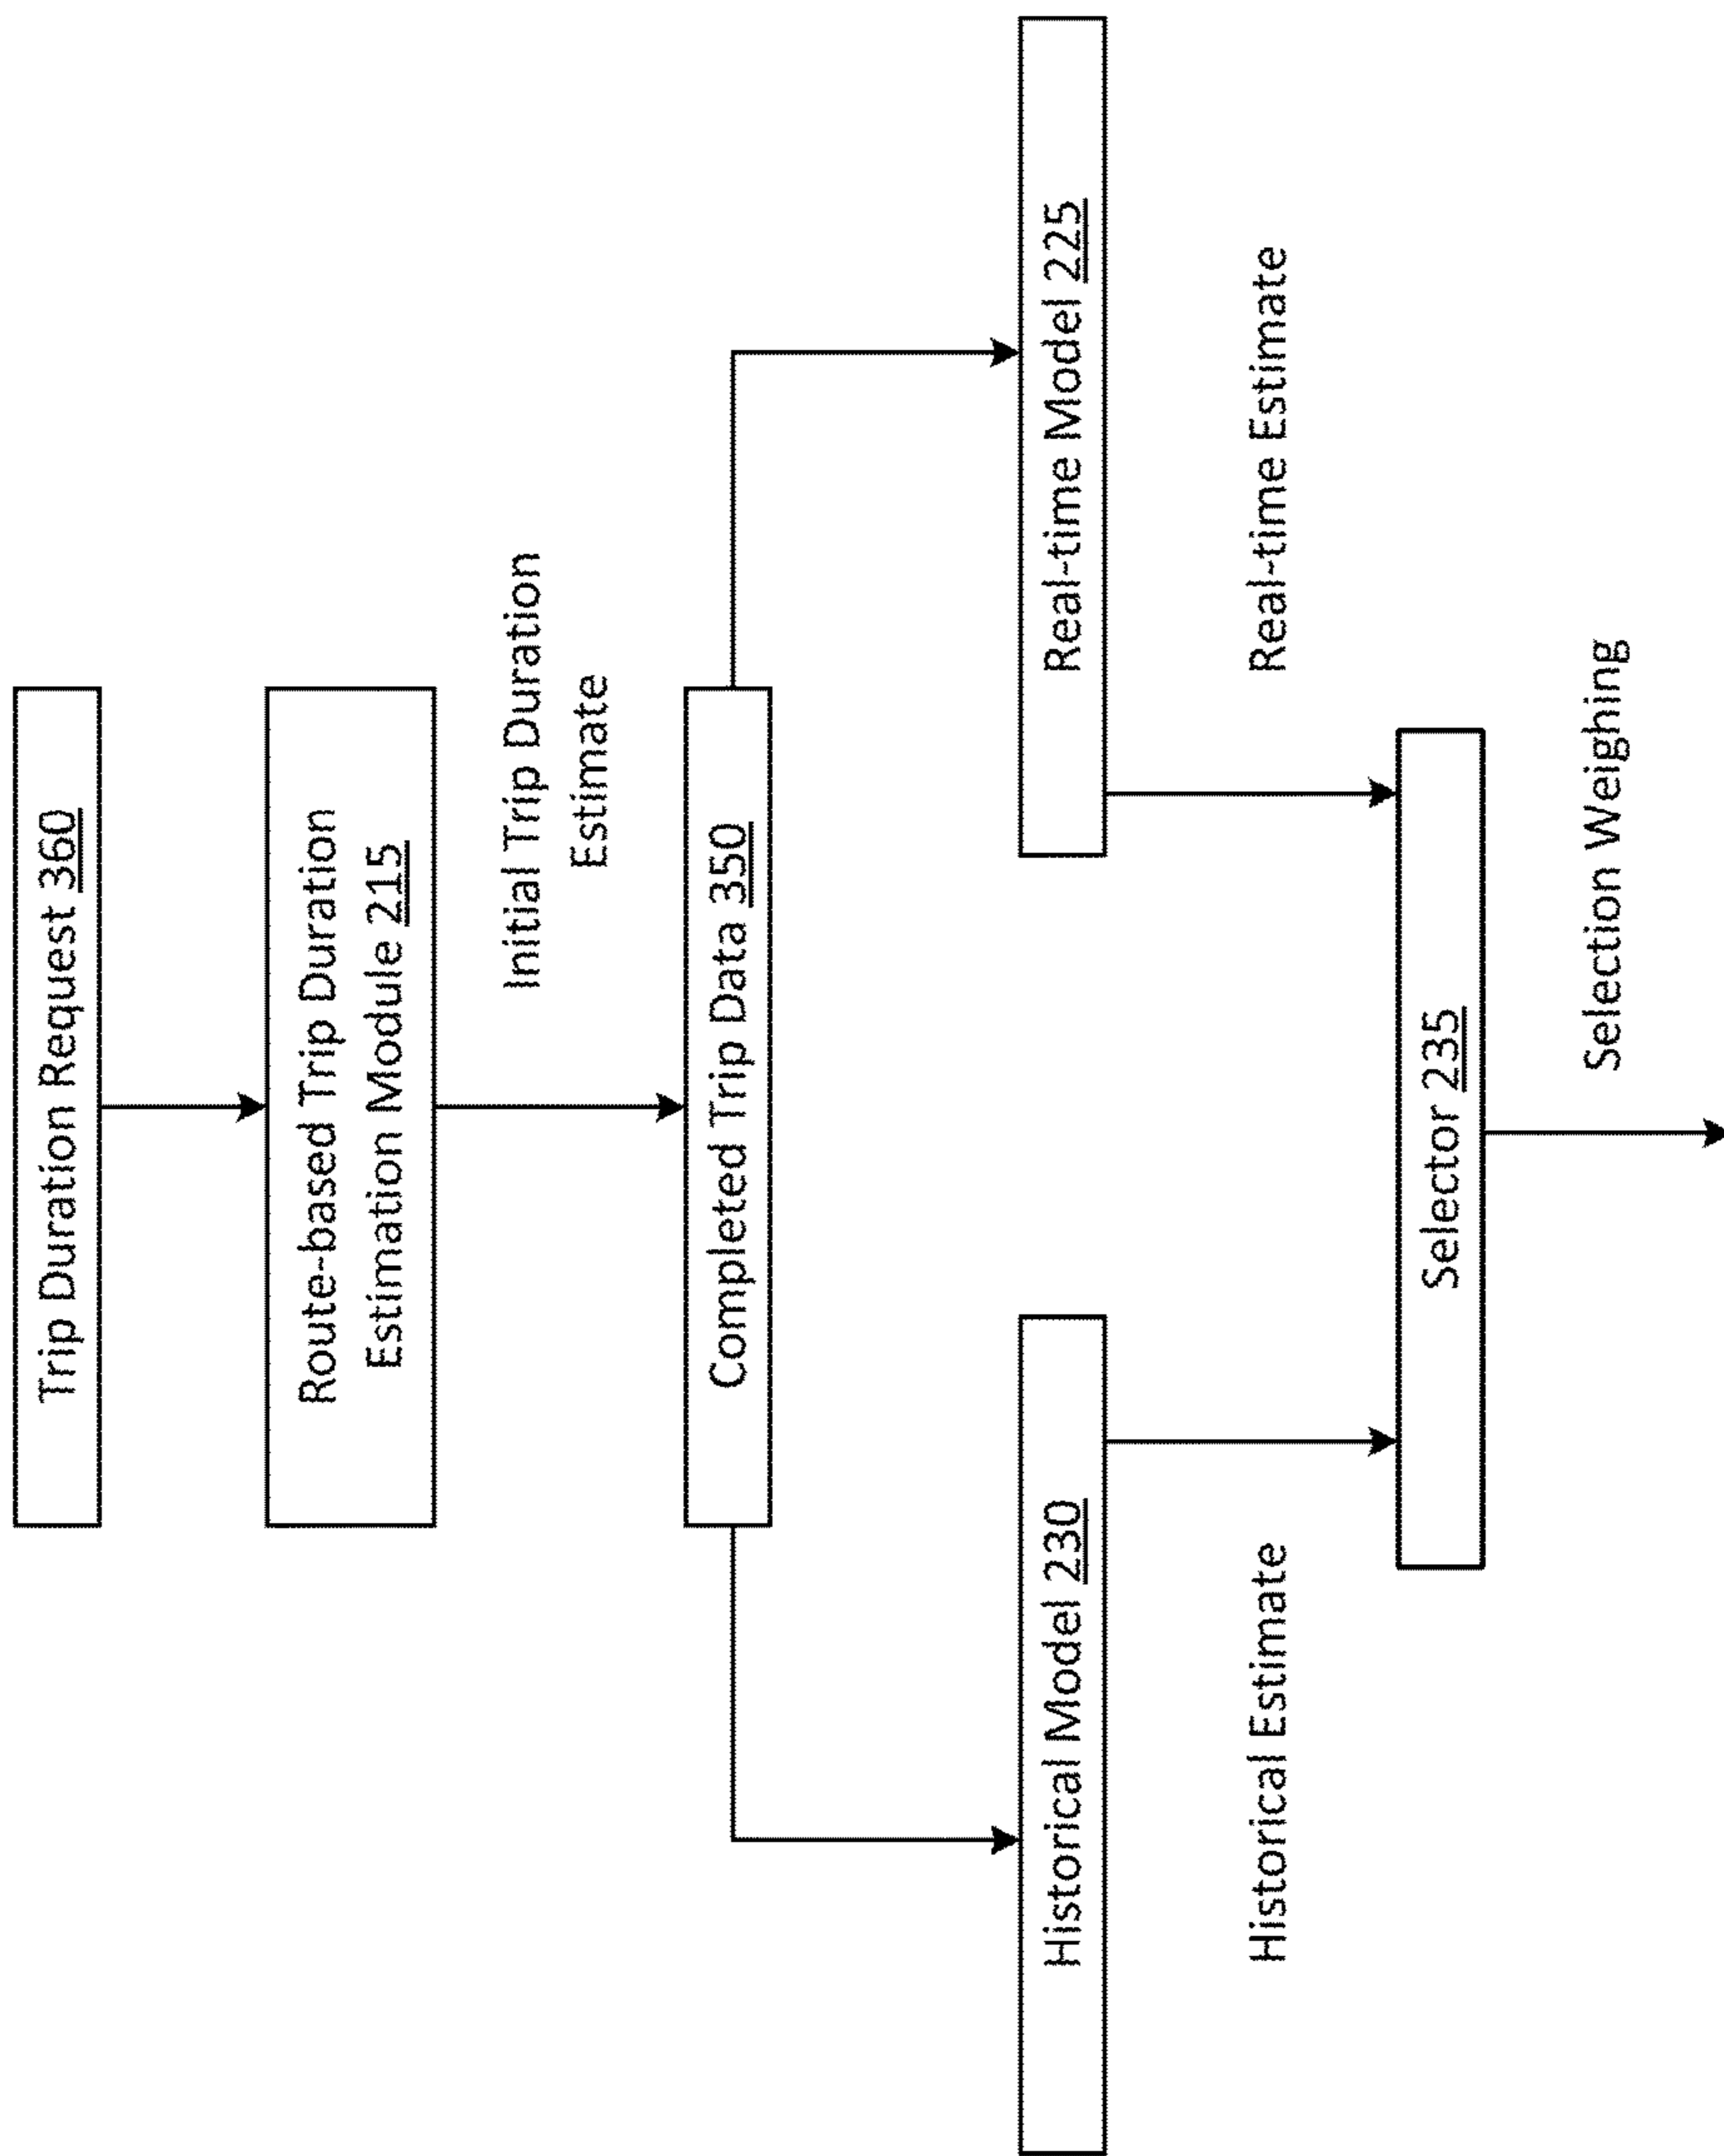 Trip Duration Request 360
Route-based Trip Duration
Estimation Module 215
Initial Trip Duration
Estimate
Completed Trip Data 350
Historical Model 230
Real-time Model 225
Historical Estimate
Real-time Estimate
Selector 235
Selection Weighing